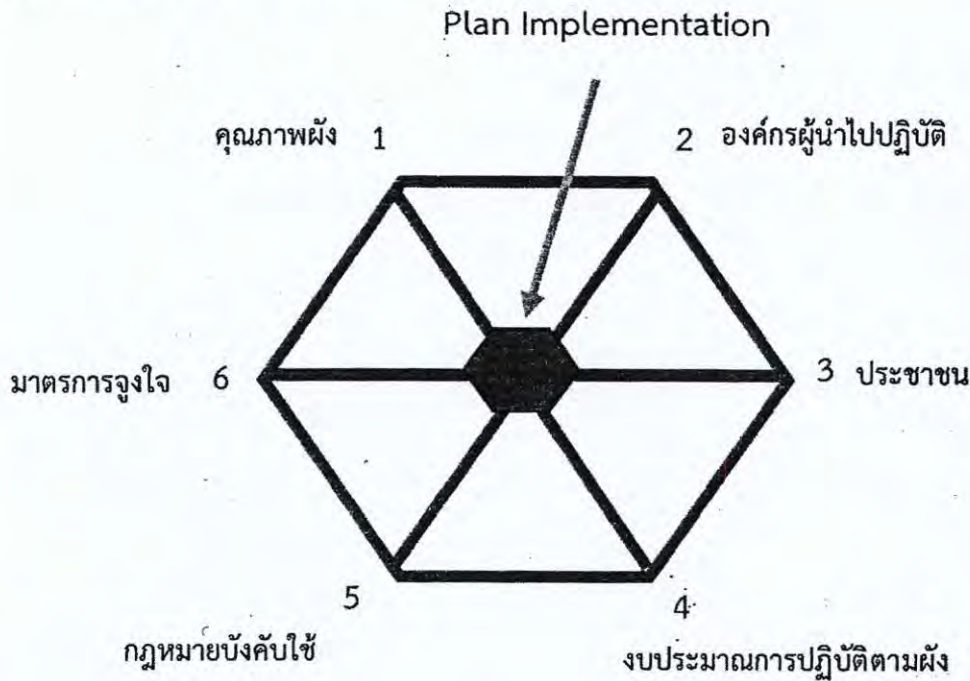 Plan Implementation
คุณภาพผัง 1
2 องค์กรผู้นำไปปฏิบัติ
มาตรการจูงใจ 6
3 ประชาชน
5
กฎหมายบังคับใช้
4
งบประมาณการปฏิบัติตามผัง